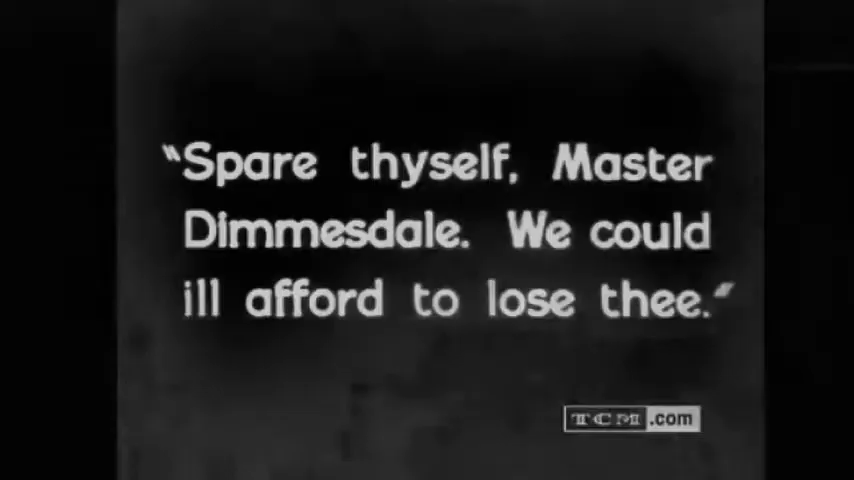 "Spare thyself, Master
Dimmesdale. We could
ill afford to lose thee."
TCM.com